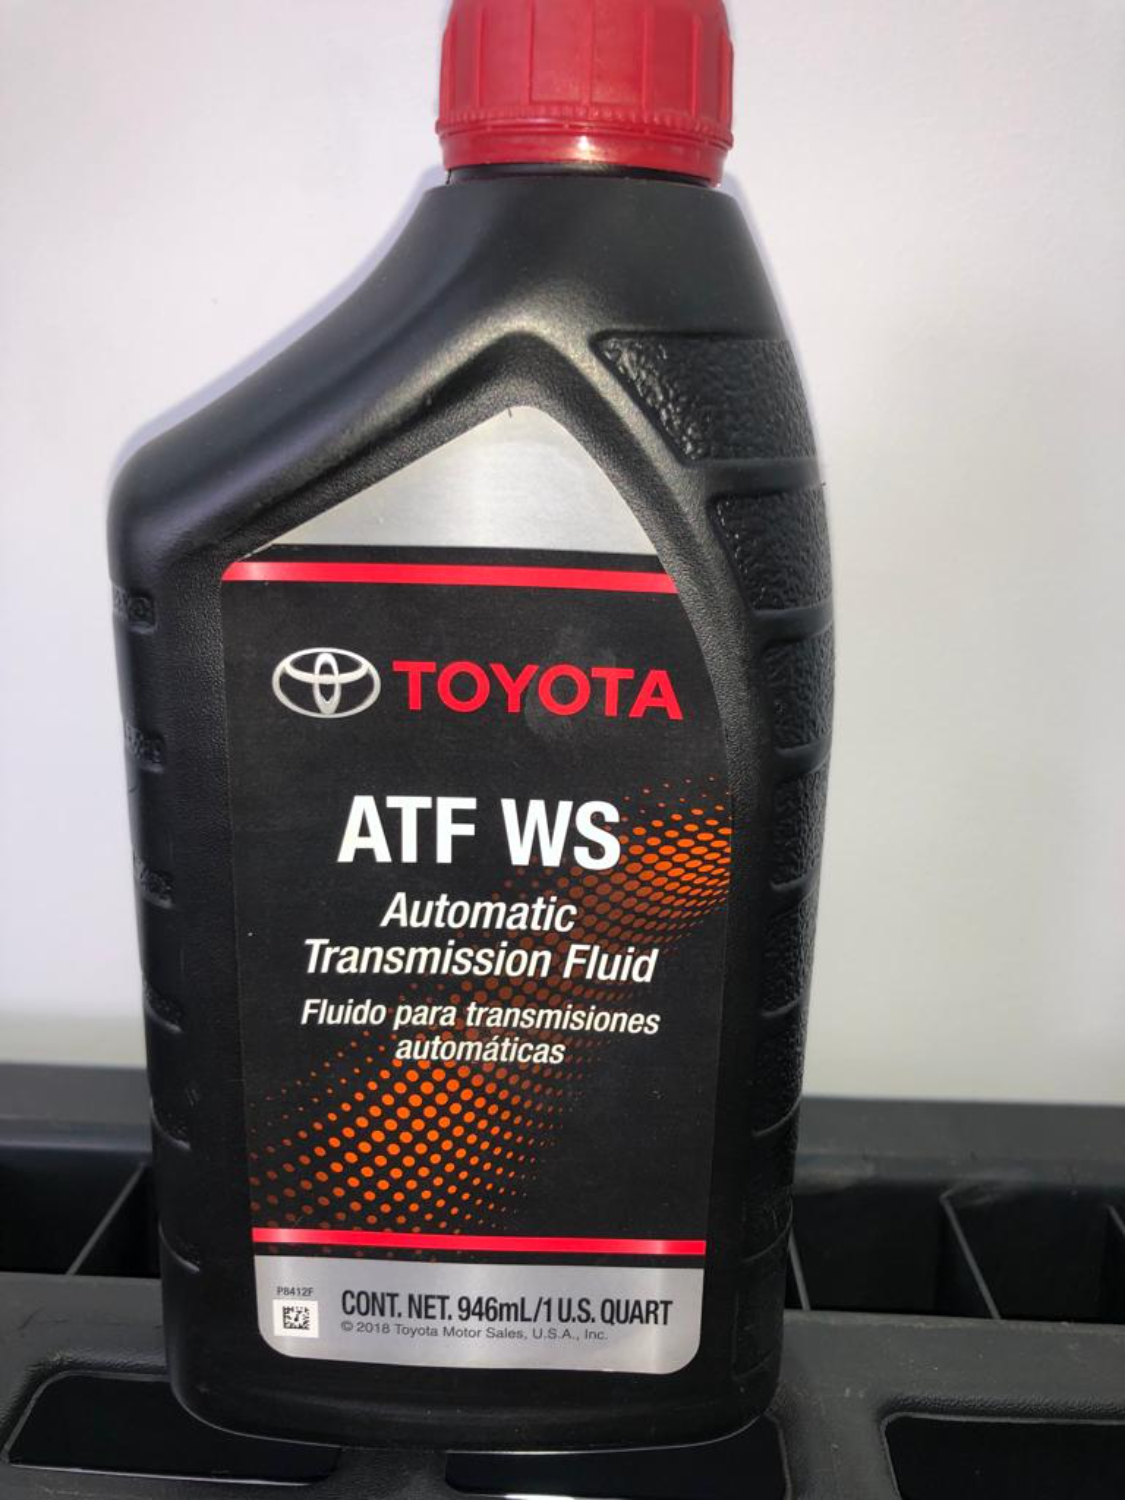 TOYOTA
ATF WS
Automatic
Transmission Fluid
Fluido para transmisiones
automáticas
P8412F
CONT. NET. 946mL/1 U.S. QUART
© 2018 Toyota Motor Sales, U.S.A., Inc.